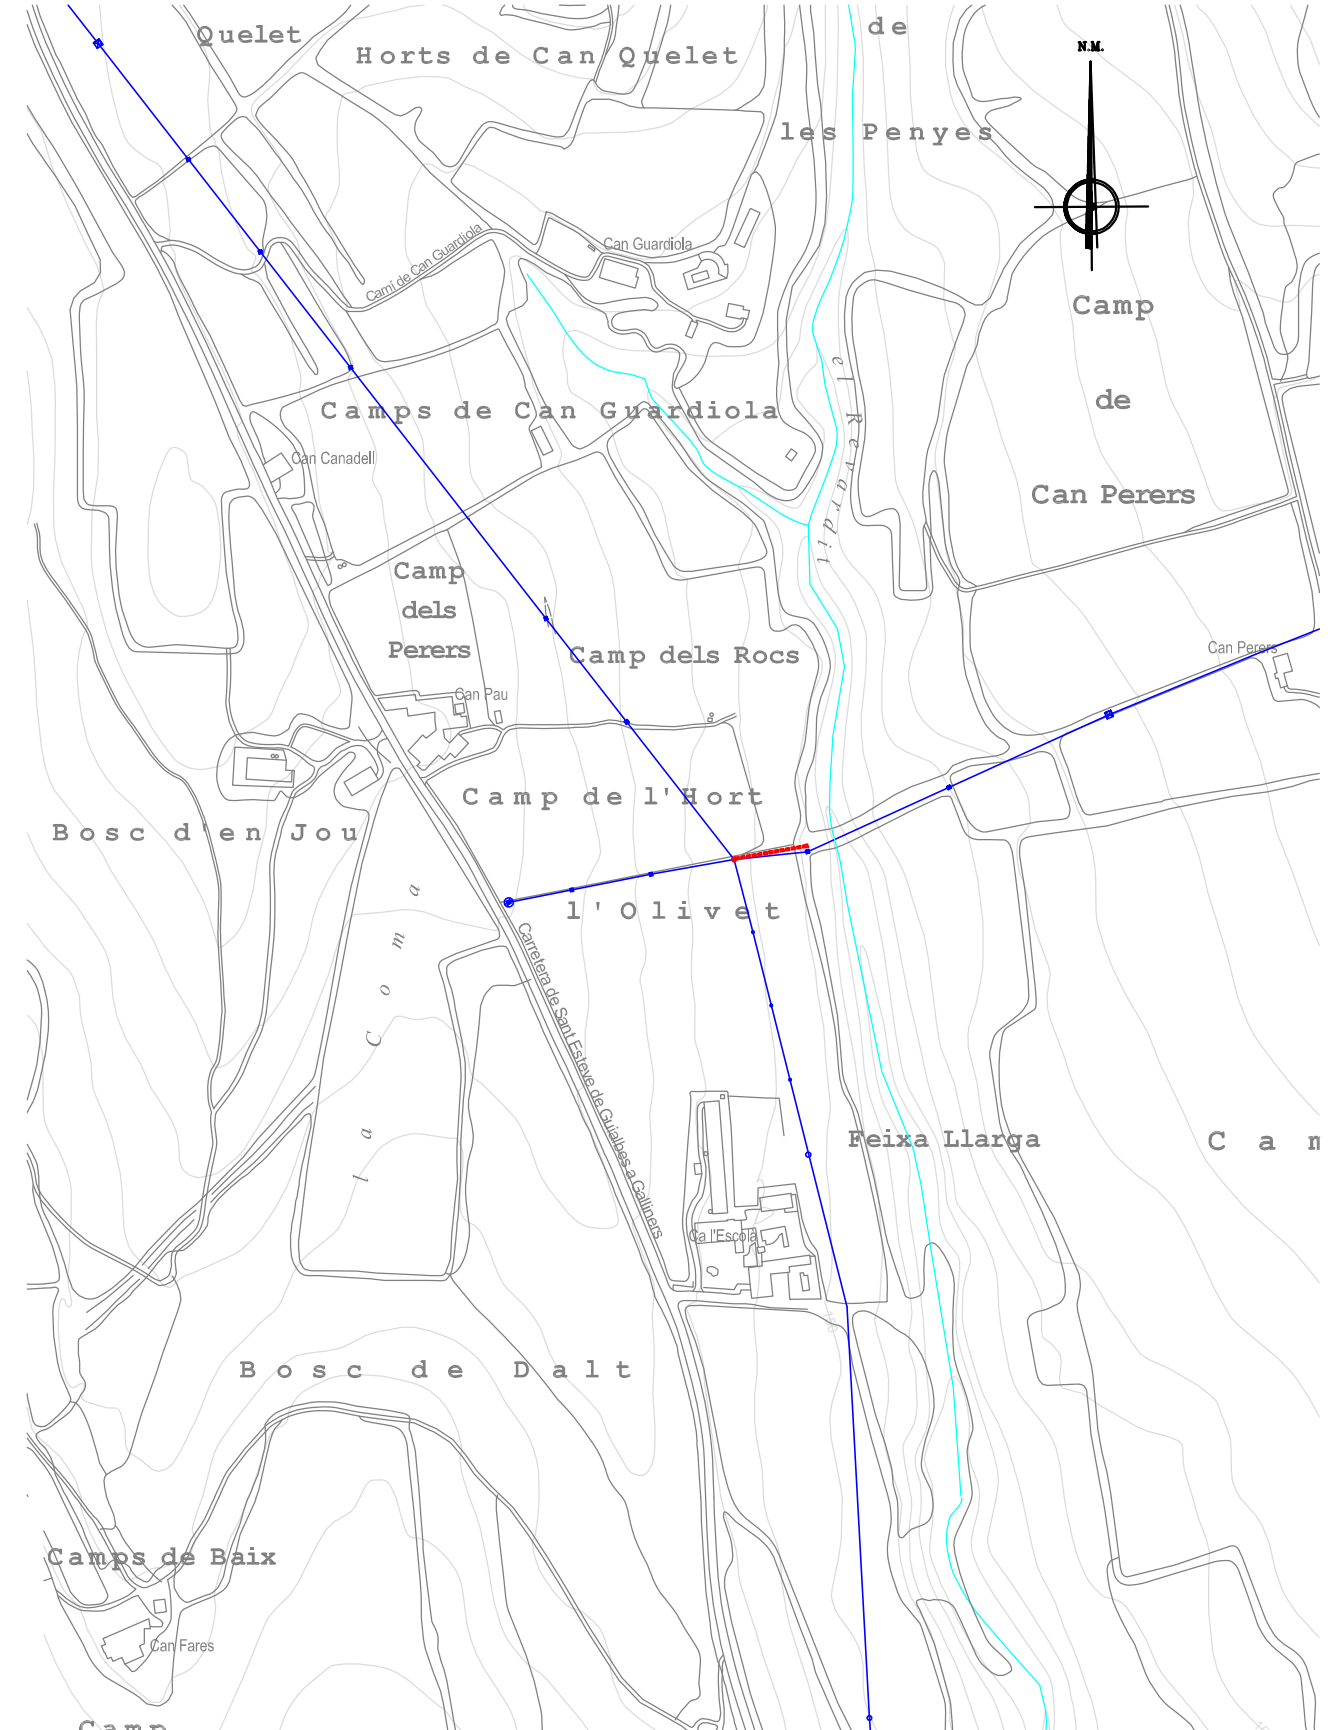 Quelet
Horts de Can Quelet
de
N.M.
les Penyes
Camí de Can Guardiola
Can Guardiola
Camp
de
Can Perers
el Revardit
Camps de Can Guardiola
Can Canadell
Camp
dels
Perers
Camp dels Rocs
Can Perers
Can Pau
Camp de l'Hort
Bosc d'en Jou
l'Olivet
la Coma
Carretera de Sant Esteve de Guialbes a Galliners
Feixa Llarga
Cam
Ca l'Escolà
Bosc de Dalt
Camps de Baix
Can Fares
Camp